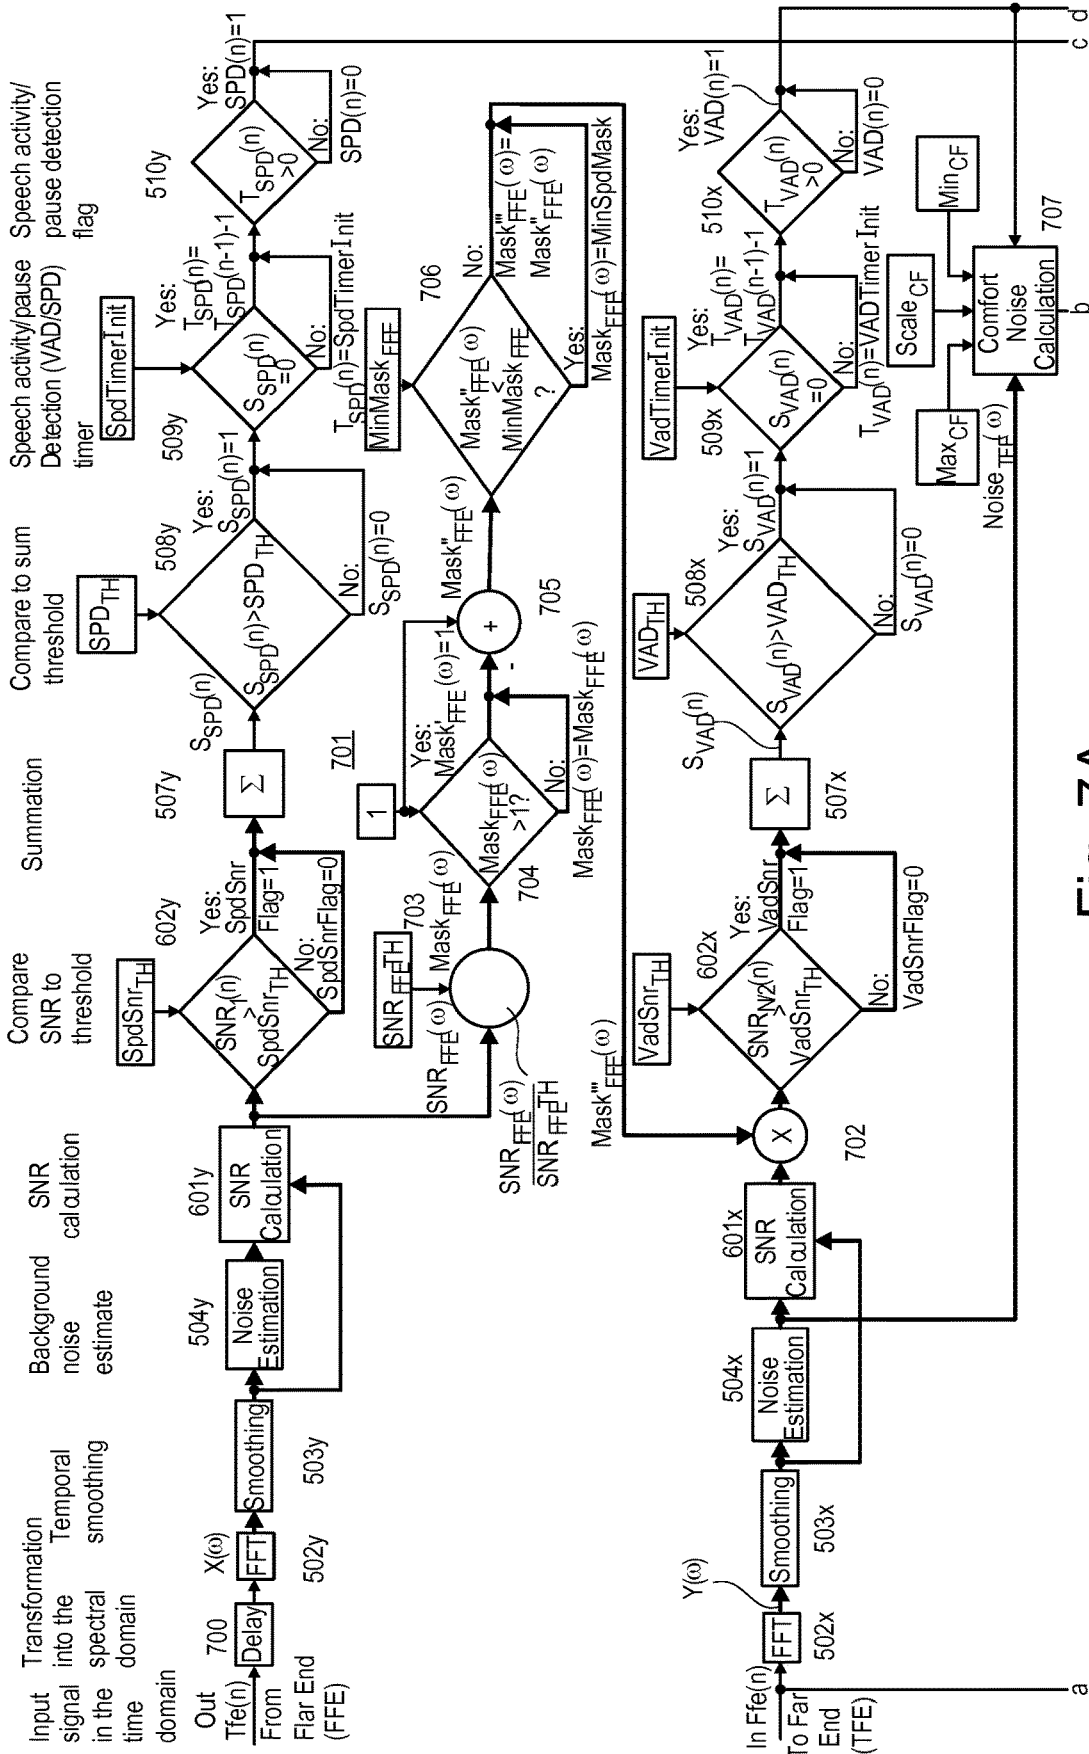 Input
signal
in the
time
domain
Transformation
into the
spectral
domain
Temporal
smoothing
Background
noise
estimate
SNR
calculation
Compare
SNR to
threshold
Summation
Compare to sum
threshold
Speech activity/pause
Detection (VAD/SPD)
timer
Speech activity/
pause detection
flag
Out
Tfe(n)
From
Flar End
(FFE)
700
Delay
X(ω)
FFT
502y
Smoothing
503y
504y
Noise
Estimation
601y
SNR
Calculation
SpdSnrTH
602y
SNR1(n)
>
SpdSnrTH
Yes:
SpdSnr
Flag=1
No:
SpdSnrFlag=0
507y
Σ
SSPD(n)
SPDTH
508y
SSPD(n)>SPDTH
Yes:
SSPD(n)=1
No:
SSPD(n)=0
SpdTimerInit
509y
SSPD(n)
=0
Yes:
TSPD(n)=
TSPD(n-1)-1
No:
TSPD(n)=SpdTimerInit
510y
TSPD(n)
>0
Yes:
SPD(n)=1
No:
SPD(n)=0
701
SNRFFE(ω)
SNRFFETH
703
SNRFFE(ω)
SNRFFETH
MaskFFE(ω)
1
MaskFFE(ω)
>1?
704
Yes:
Mask'FFE(ω)=1
No:
MaskFFE(ω)=MaskFFE(ω)
+
-
705
Mask''FFE(ω)
MinMaskFFE
706
Mask''FFE(ω)
<
MinMaskFFE
?
No:
Mask'''FFE(ω)=
Mask''FFE(ω)
Yes:
MaskFFE(ω)=MinSpdMask
Mask'''FFE(ω)
In Ffe(n)
To Far
End
(TFE)
Y(ω)
FFT
502x
Smoothing
503x
504x
Noise
Estimation
601x
SNR
Calculation
X
702
VadSnrTH
602x
SNRN2(n)
>
VadSnrTH
Yes:
VadSnr
Flag=1
No:
VadSnrFlag=0
Σ
507x
SVAD(n)
VADTH
508x
SVAD(n)>VADTH
Yes:
SVAD(n)=1
No:
SVAD(n)=0
VadTimerInit
509x
SVAD(n)
=0
Yes:
TVAD(n)=
TVAD(n-1)-1
No:
TVAD(n)=VADTimerInit
510x
TVAD(n)
>0
Yes:
VAD(n)=1
No:
VAD(n)=0
MaxCF
ScaleCF
MinCF
NoiseTFE(ω)
Comfort
Noise
Calculation
707
a
b
c
d